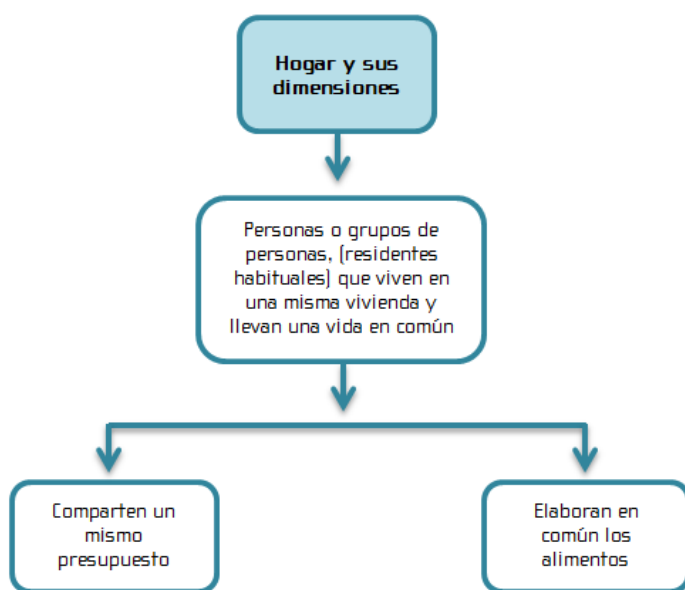 Hogar y sus
dimensiones
Personas o grupos de
personas, (residentes
habituales) que viven en
una misma vivienda y
llevan una vida en común
Comparten un
mismo
presupuesto
Elaboran en
común los
alimentos